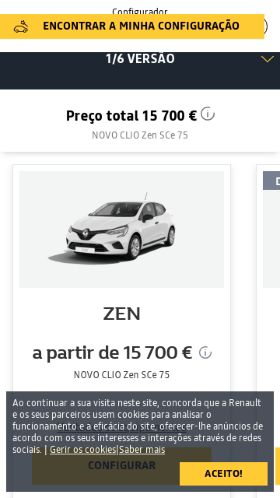 Configurador
ENCONTRAR A MINHA CONFIGURAÇÃO
1/6 VERSÃO
Preço total 15 700 €
NOVO CLIO Zen SCe 75
ZEN
a partir de 15 700 €
NOVO CLIO Zen SCe 75
Ao continuar a sua visita neste site, concorda que a Renault
e os seus parceiros usem cookies para analisar o
funcionamento e a eficácia do site, oferecer-lhe anúncios de
acordo com os seus interesses e interações através de redes
sociais. | Gerir os cookies|Saber mais
CONFIGURAR
ACEITO!